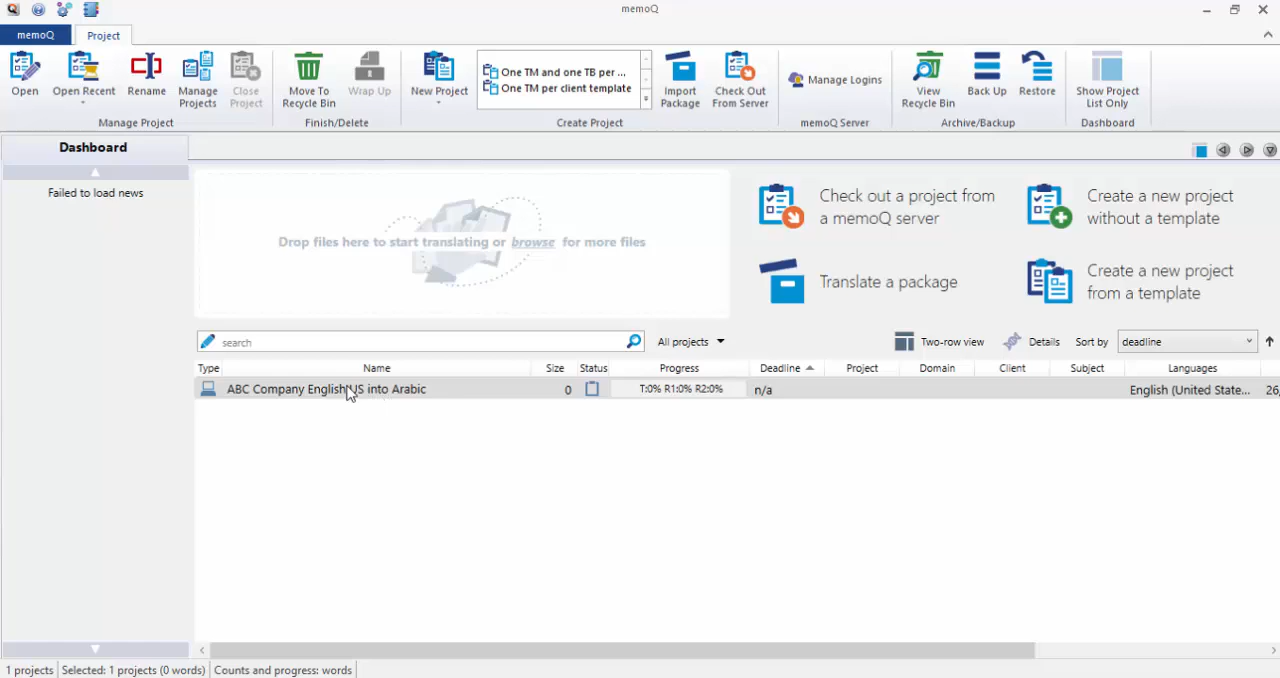 memoQ
memoQ Project
Open
Open Recent
Rename
Manage Projects
Close Project
Manage Project
Move To Recycle Bin
Wrap Up
Finish/Delete
New Project
One TM and one TB per ...
One TM per client template
Import Package
Check Out From Server
Create Project
Manage Logins
memoQ Server
View Recycle Bin
Back Up
Restore
Archive/Backup
Show Project List Only
Dashboard
Dashboard
Failed to load news
Drop files here to start translating or browse for more files
Check out a project from
a memoQ server
Create a new project
without a template
Translate a package
Create a new project
from a template
search
All projects
Two-row view
Details
Sort by
deadline
Type Name Size Status Progress Deadline Project Domain Client Subject Languages
ABC Company English US into Arabic 0 T:0% R1:0% R2:0% n/a English (United State... 26,
1 projects Selected: 1 projects (0 words) Counts and progress: words